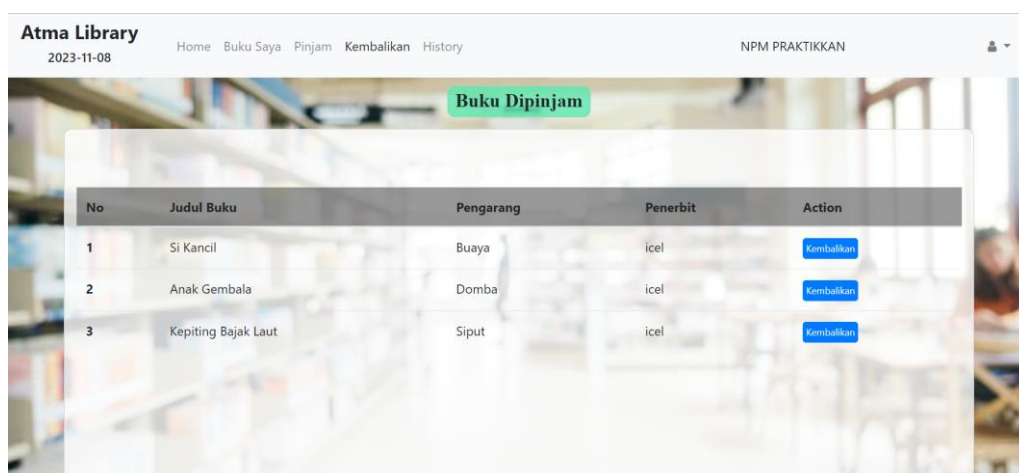 Atma Library
2023-11-08
Home Buku Saya Pinjam Kembalikan History NPM PRAKTIKKAN
Buku Dipinjam
No Judul Buku Pengarang Penerbit Action
1 Si Kancil Buaya icel Kembalikan
2 Anak Gembala Domba icel Kembalikan
3 Kepiting Bajak Laut Siput icel Kembalikan